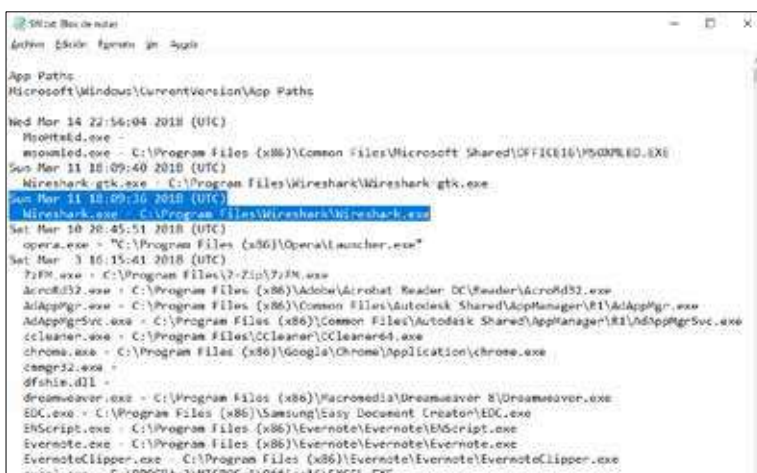 SW.txt: Bloc de notas
Archivo Edición Formato Ver Ayuda
App Paths
Microsoft\Windows\CurrentVersion\App Paths
Wed Mar 14 22:56:04 2018 (UTC)
MsoHtmEd.exe -
msoxmled.exe - C:\Program Files (x86)\Common Files\Microsoft Shared\OFFICE16\MSOXMLED.EXE
Sun Mar 11 18:09:40 2018 (UTC)
Wireshark-gtk.exe - C:\Program Files\Wireshark\Wireshark-gtk.exe
Sun Mar 11 18:09:36 2018 (UTC)
Wireshark.exe - C:\Program Files\Wireshark\Wireshark.exe
Sat Mar 10 20:45:51 2018 (UTC)
opera.exe - "C:\Program Files (x86)\Opera\Launcher.exe"
Sat Mar 3 16:15:41 2018 (UTC)
7zFM.exe - C:\Program Files\7-Zip\7zFM.exe
AcroRd32.exe - C:\Program Files (x86)\Adobe\Acrobat Reader DC\Reader\AcroRd32.exe
AdAppMgr.exe - C:\Program Files (x86)\Common Files\Autodesk Shared\AppManager\R1\AdAppMgr.exe
AdAppMgrSvc.exe - C:\Program Files (x86)\Common Files\Autodesk Shared\AppManager\R1\AdAppMgrSvc.exe
ccleaner.exe - C:\Program Files\CCleaner\CCleaner64.exe
chrome.exe - C:\Program Files (x86)\Google\Chrome\Application\chrome.exe
cmmgr32.exe -
dfshim.dll -
dreamweaver.exe - C:\Program Files (x86)\Macromedia\Dreamweaver 8\Dreamweaver.exe
EDC.exe - C:\Program Files (x86)\Samsung\Easy Document Creator\EDC.exe
ENScript.exe - C:\Program Files (x86)\Evernote\Evernote\ENScript.exe
Evernote.exe - C:\Program Files (x86)\Evernote\Evernote\Evernote.exe
EvernoteClipper.exe - C:\Program Files (x86)\Evernote\Evernote\EvernoteClipper.exe